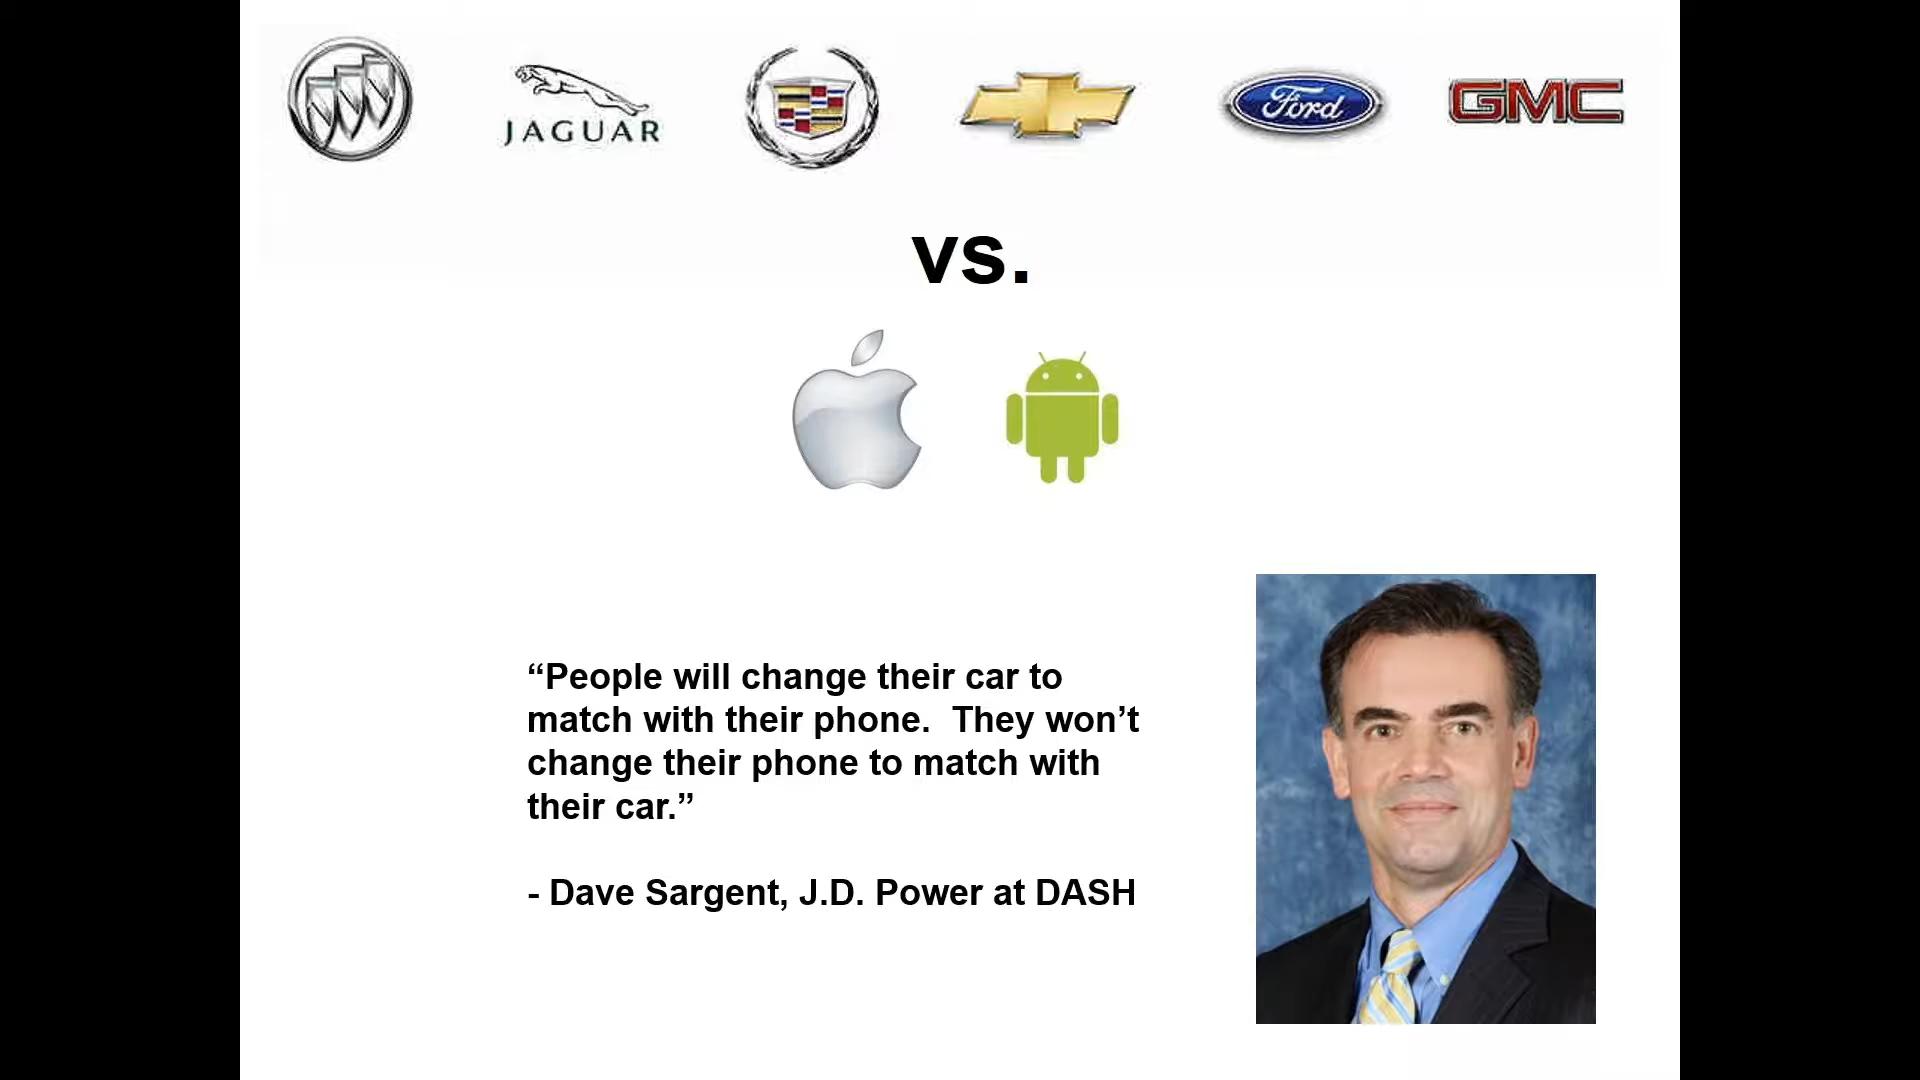 JAGUAR
Ford
GMC
vs.
“People will change their car to
match with their phone.  They won’t
change their phone to match with
their car.”
- Dave Sargent, J.D. Power at DASH